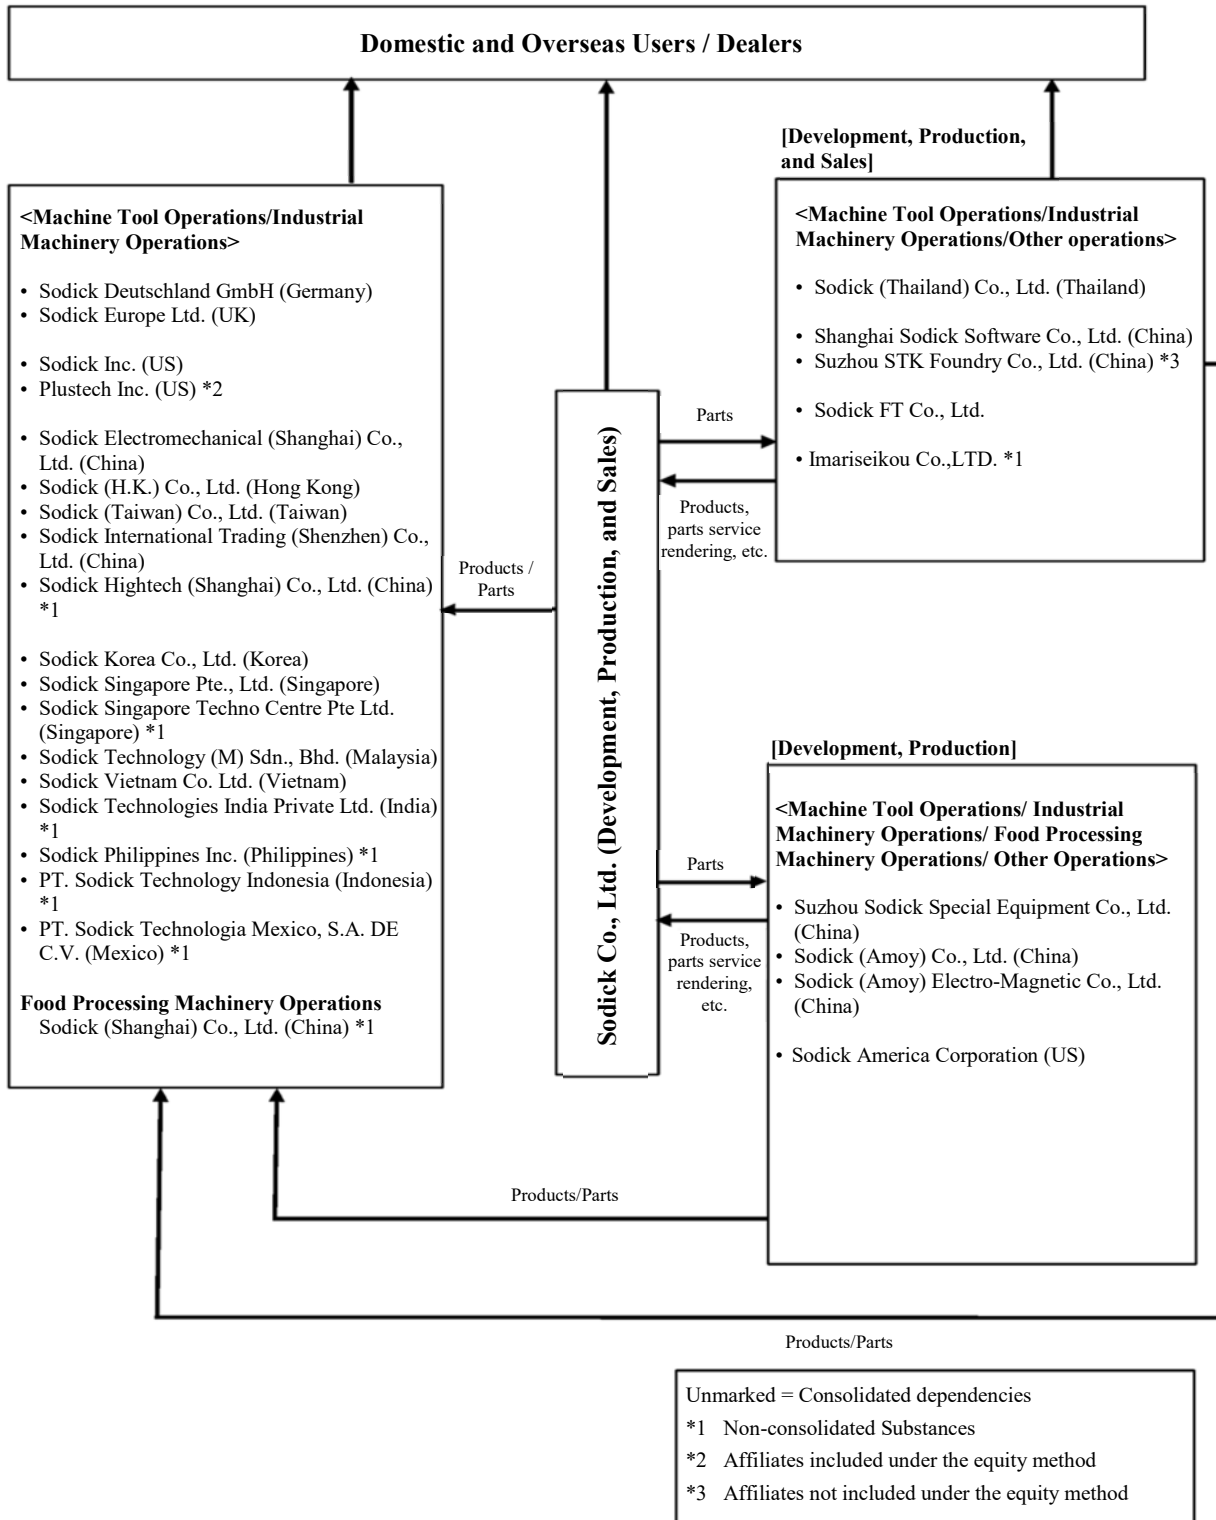 Domestic and Overseas Users / Dealers
<Machine Tool Operations/Industrial
Machinery Operations>
• Sodick Deutschland GmbH (Germany)
• Sodick Europe Ltd. (UK)
• Sodick Inc. (US)
• Plustech Inc. (US) *2
• Sodick Electromechanical (Shanghai) Co.,
Ltd. (China)
• Sodick (H.K.) Co., Ltd. (Hong Kong)
• Sodick (Taiwan) Co., Ltd. (Taiwan)
• Sodick International Trading (Shenzhen) Co.,
Ltd. (China)
• Sodick Hightech (Shanghai) Co., Ltd. (China)
*1
• Sodick Korea Co., Ltd. (Korea)
• Sodick Singapore Pte., Ltd. (Singapore)
• Sodick Singapore Techno Centre Pte Ltd.
(Singapore) *1
• Sodick Technology (M) Sdn., Bhd. (Malaysia)
• Sodick Vietnam Co. Ltd. (Vietnam)
• Sodick Technologies India Private Ltd. (India)
*1
• Sodick Philippines Inc. (Philippines) *1
• PT. Sodick Technology Indonesia (Indonesia)
*1
• PT. Sodick Technologia Mexico, S.A. DE
C.V. (Mexico) *1
Food Processing Machinery Operations
Sodick (Shanghai) Co., Ltd. (China) *1
Products /
Parts
Sodick Co., Ltd. (Development, Production, and Sales)
Parts
Products,
parts service
rendering, etc.
[Development, Production,
and Sales]
<Machine Tool Operations/Industrial
Machinery Operations/Other operations>
• Sodick (Thailand) Co., Ltd. (Thailand)
• Shanghai Sodick Software Co., Ltd. (China)
• Suzhou STK Foundry Co., Ltd. (China) *3
• Sodick FT Co., Ltd.
• Imariseikou Co.,LTD. *1
Parts
Products,
parts service
rendering,
etc.
[Development, Production]
<Machine Tool Operations/ Industrial
Machinery Operations/ Food Processing
Machinery Operations/ Other Operations>
• Suzhou Sodick Special Equipment Co., Ltd.
(China)
• Sodick (Amoy) Co., Ltd. (China)
• Sodick (Amoy) Electro-Magnetic Co., Ltd.
(China)
• Sodick America Corporation (US)
Products/Parts
Products/Parts
Unmarked = Consolidated dependencies
*1 Non-consolidated Substances
*2 Affiliates included under the equity method
*3 Affiliates not included under the equity method